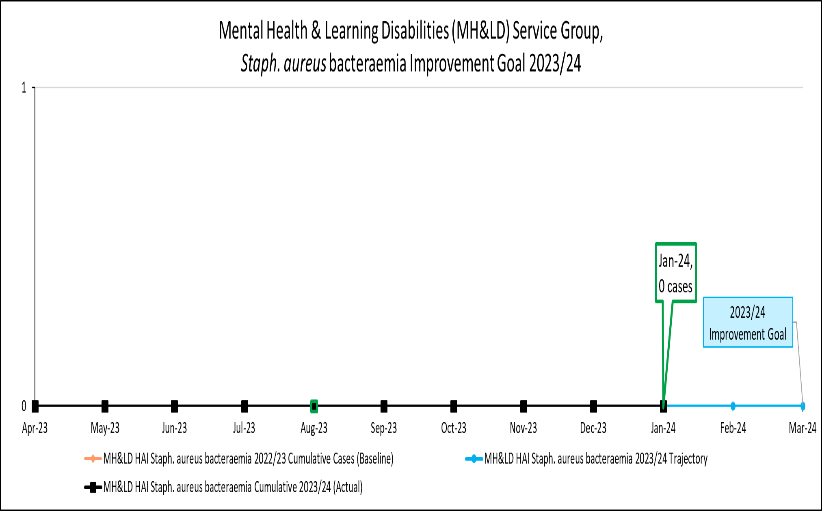 Mental Health & Learning Disabilities (MH&LD) Service Group,
Staph. aureus bacteraemia Improvement Goal 2023/24
1
Jan-24,
0 cases
2023/24
Improvement Goal
0
Apr-23 May-23 Jun-23 Jul-23 Aug-23 Sep-23 Oct-23 Nov-23 Dec-23 Jan-24 Feb-24 Mar-24
MH&LD HAI Staph. aureus bacteraemia 2022/23 Cumulative Cases (Baseline) MH&LD HAI Staph. aureus bacteraemia 2023/24 Trajectory
MH&LD HAI Staph. aureus bacteraemia Cumulative 2023/24 (Actual)